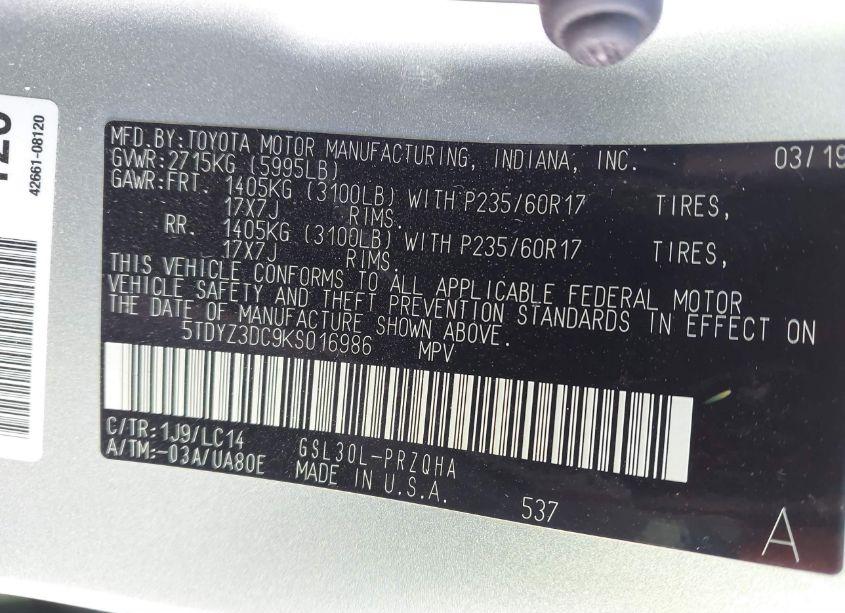 42661-08120
MFD.BY:TOYOTA MOTOR MANUFACTURING, INDIANA, INC. 03/19
GVWR:2715KG (5995LB)
GAWR:FRT. 1405KG (3100LB) WITH P235/60R17 TIRES,
17X7J RIMS.
RR. 1405KG (3100LB) WITH P235/60R17 TIRES,
17X7J RIMS.
THIS VEHICLE CONFORMS TO ALL APPLICABLE FEDERAL MOTOR
VEHICLE SAFETY AND THEFT PREVENTION STANDARDS IN EFFECT ON
THE DATE OF MANUFACTURE SHOWN ABOVE.
5TDYZ3DC9KS016986 MPV
C/TR:1J9/LC14 GSL30L-PRZQHA
A/TM:-03A/UA80E MADE IN U.S.A.
537
A